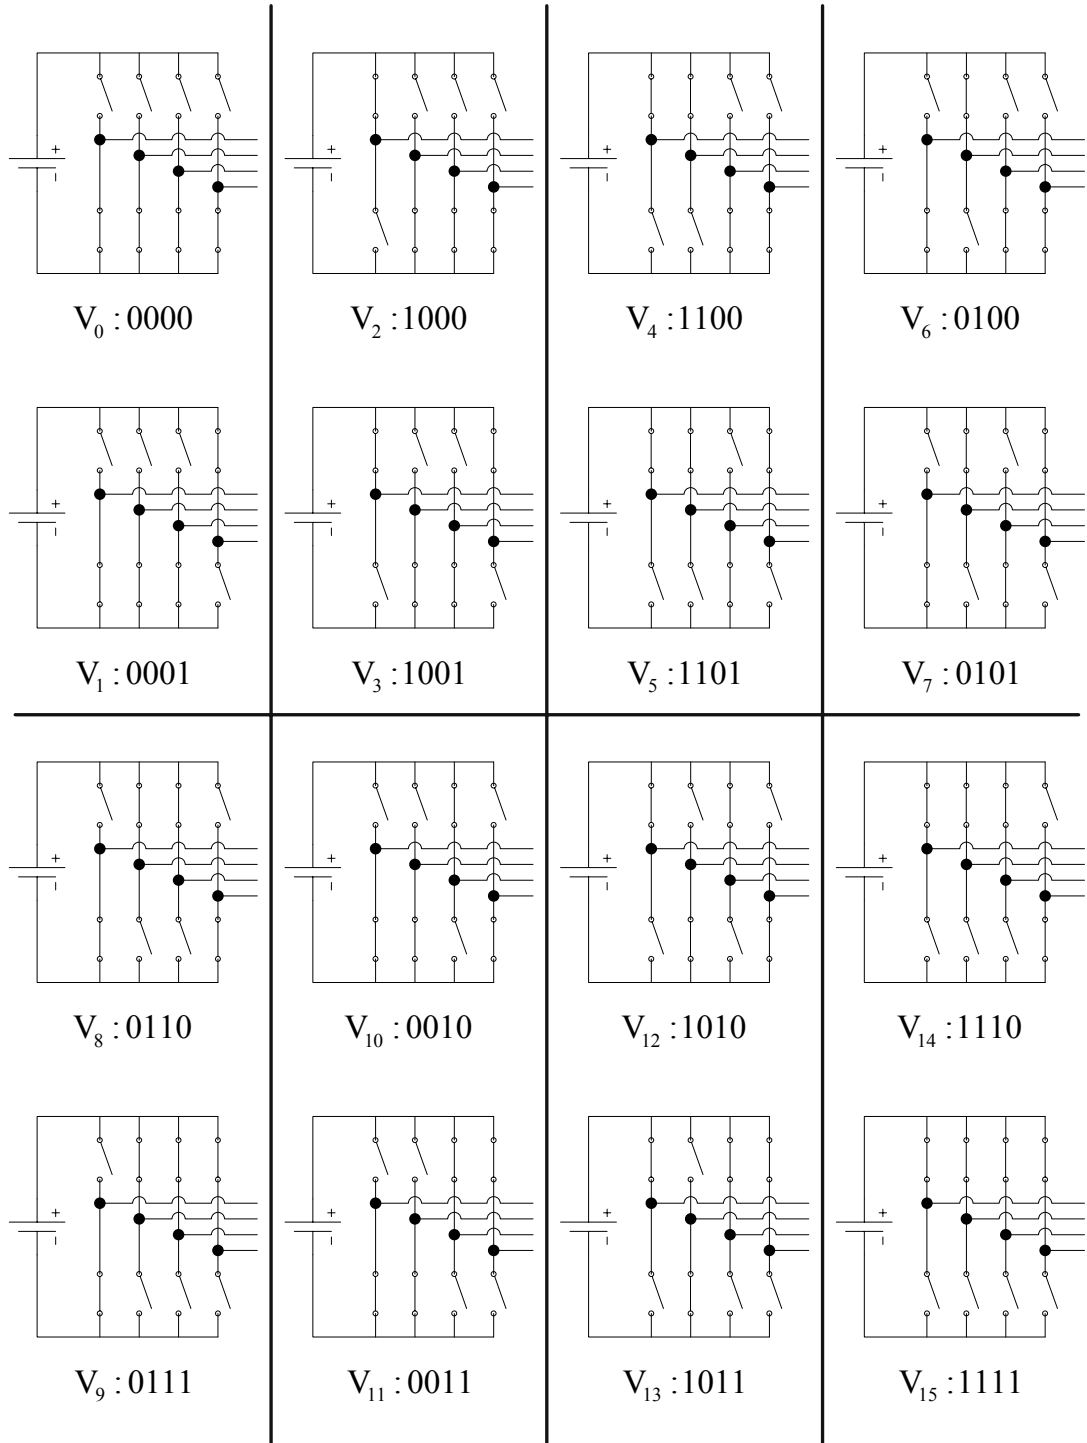 + + + +
− − − −
V₀ : 0000 V₂ : 1000 V₄ : 1100 V₆ : 0100
+ + + +
− − − −
V₁ : 0001 V₃ : 1001 V₅ : 1101 V₇ : 0101
+ + + +
− − − −
V₈ : 0110 V₁₀ : 0010 V₁₂ : 1010 V₁₄ : 1110
+ + + +
− − − −
V₉ : 0111 V₁₁ : 0011 V₁₃ : 1011 V₁₅ : 1111